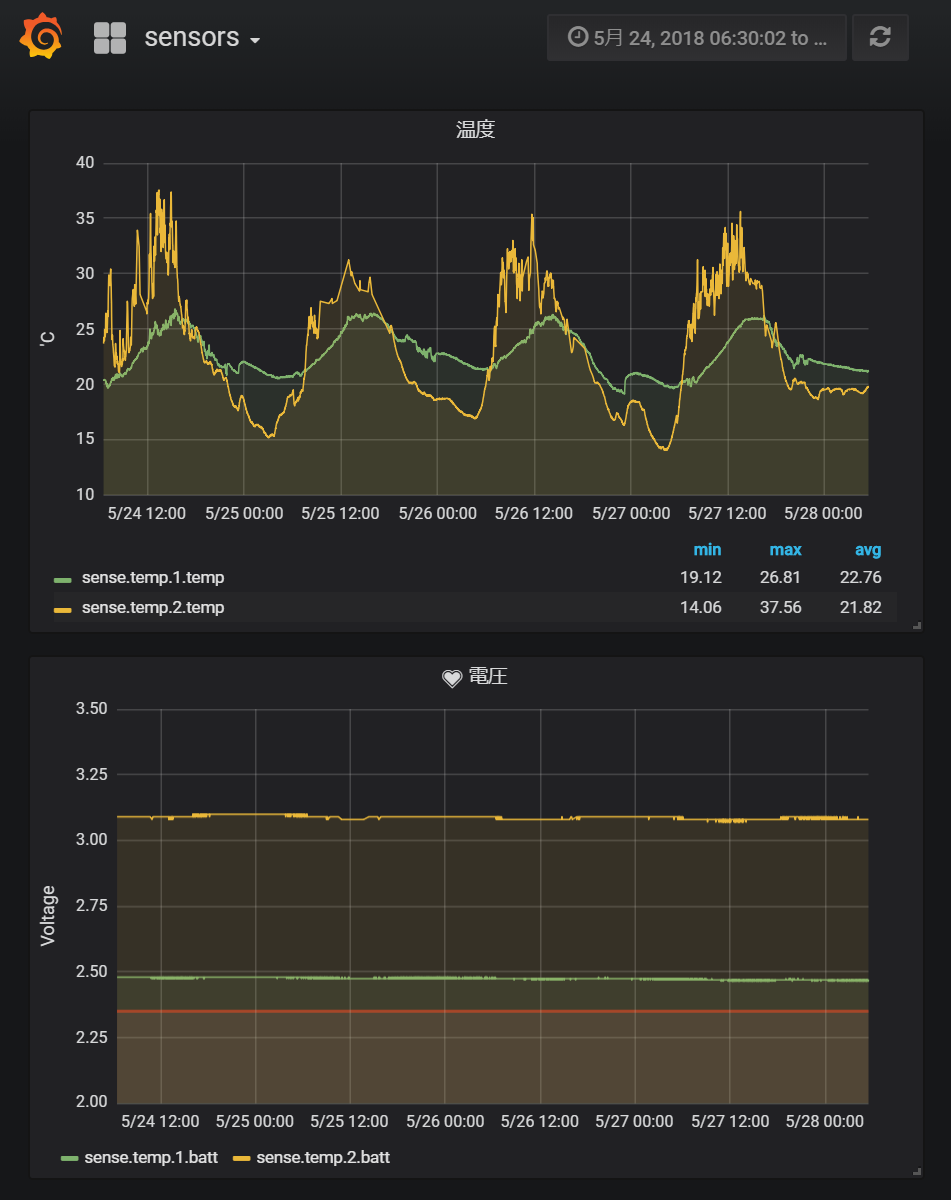 sensors
5月 24, 2018 06:30:02 to ...
温度
40
35
30
25
20
15
10
'C
5/24 12:00 5/25 00:00 5/25 12:00 5/26 00:00 5/26 12:00 5/27 00:00 5/27 12:00 5/28 00:00
min max avg
sense.temp.1.temp 19.12 26.81 22.76
sense.temp.2.temp 14.06 37.56 21.82
電圧
3.50
3.25
3.00
2.75
2.50
2.25
2.00
Voltage
5/24 12:00 5/25 00:00 5/25 12:00 5/26 00:00 5/26 12:00 5/27 00:00 5/27 12:00 5/28 00:00
sense.temp.1.batt sense.temp.2.batt